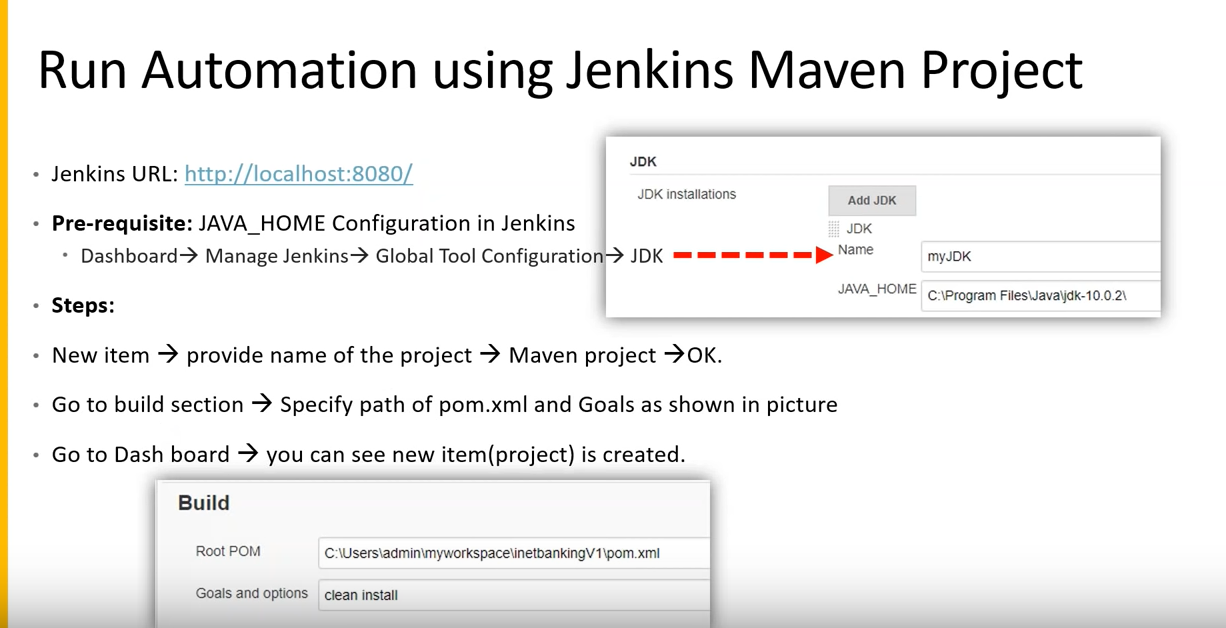 Run Automation using Jenkins Maven Project
• Jenkins URL: http://localhost:8080/
• Pre-requisite: JAVA_HOME Configuration in Jenkins
• Dashboard→ Manage Jenkins→ Global Tool Configuration→ JDK
JDK
JDK installations
Add JDK
JDK
Name
myJDK
JAVA_HOME
C:\Program Files\Java\jdk-10.0.2\
• Steps:
• New item → provide name of the project → Maven project →OK.
• Go to build section → Specify path of pom.xml and Goals as shown in picture
• Go to Dash board → you can see new item(project) is created.
Build
Root POM
C:\Users\admin\myworkspace\inetbankingV1\pom.xml
Goals and options
clean install